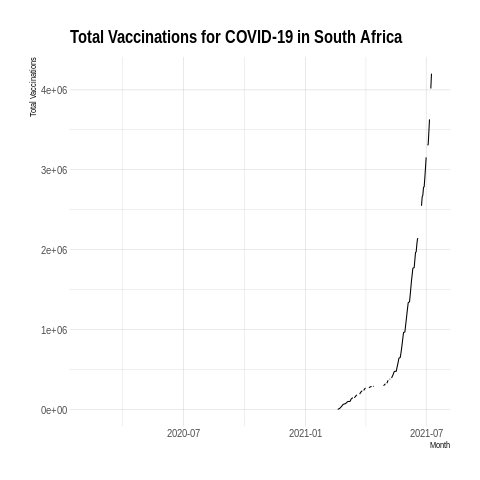 Total Vaccinations for COVID-19 in South Africa
Total Vaccinations
4e+06
3e+06
2e+06
1e+06
0e+00
2020-07 2021-01 2021-07
Month